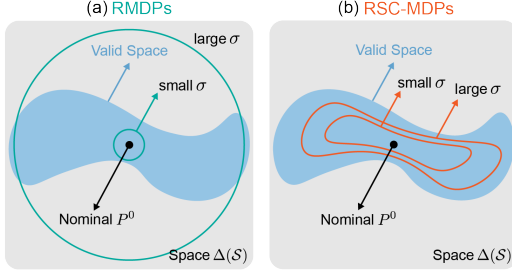 (a) RMDPs
large σ
Valid Space
small σ
Nominal P⁰
Space Δ(𝒮)
(b) RSC-MDPs
Valid Space
small σ
large σ
Nominal P⁰
Space Δ(𝒮)